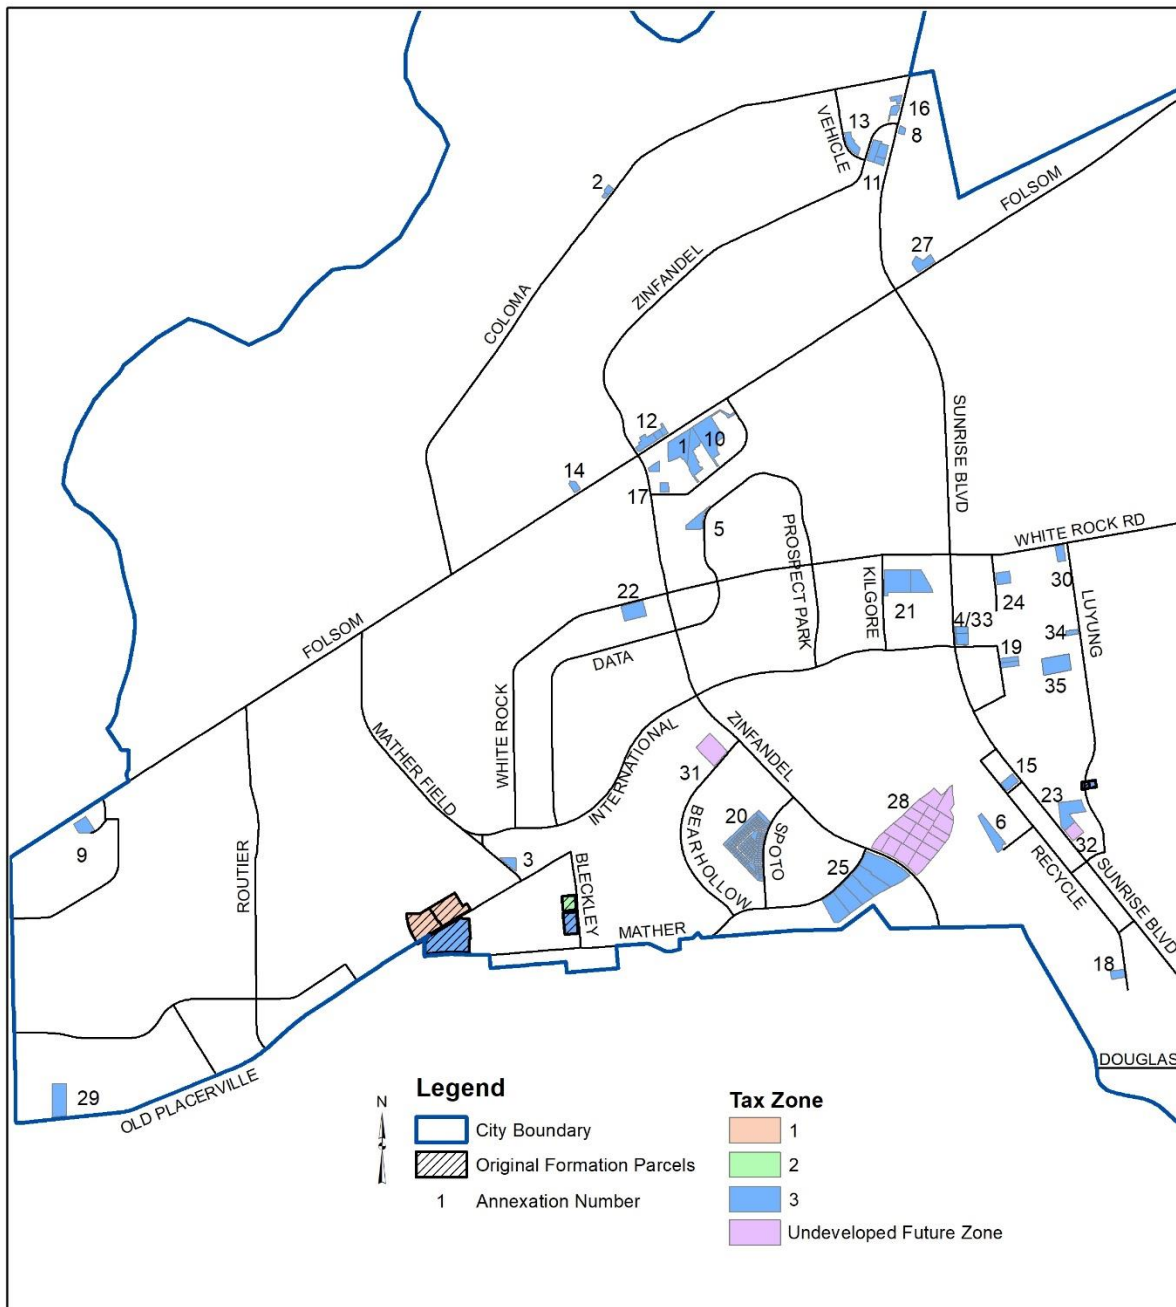 16
13
VEHICLE
8
11
2
FOLSOM
27
ZINFANDEL
COLOMA
SUNRISE BLVD
12
1
10
14
17
5
PROSPECT PARK
WHITE ROCK RD
KILGORE
30
22
21
24
LUYUNG
4/33
34
FOLSOM
DATA
19
35
WHITE ROCK
INTERNATIONAL
MATHER FIELD
ZINFANDEL
31
15
28
23
20
BEARHOLLOW
SPOTO
6
32
9
3
25
RECYCLE
SUNRISE BLVD
ROUTIER
BLECKLEY
MATHER
18
DOUGLAS
29
OLD PLACERVILLE
N
Legend
City Boundary
Original Formation Parcels
1 Annexation Number
Tax Zone
1
2
3
Undeveloped Future Zone